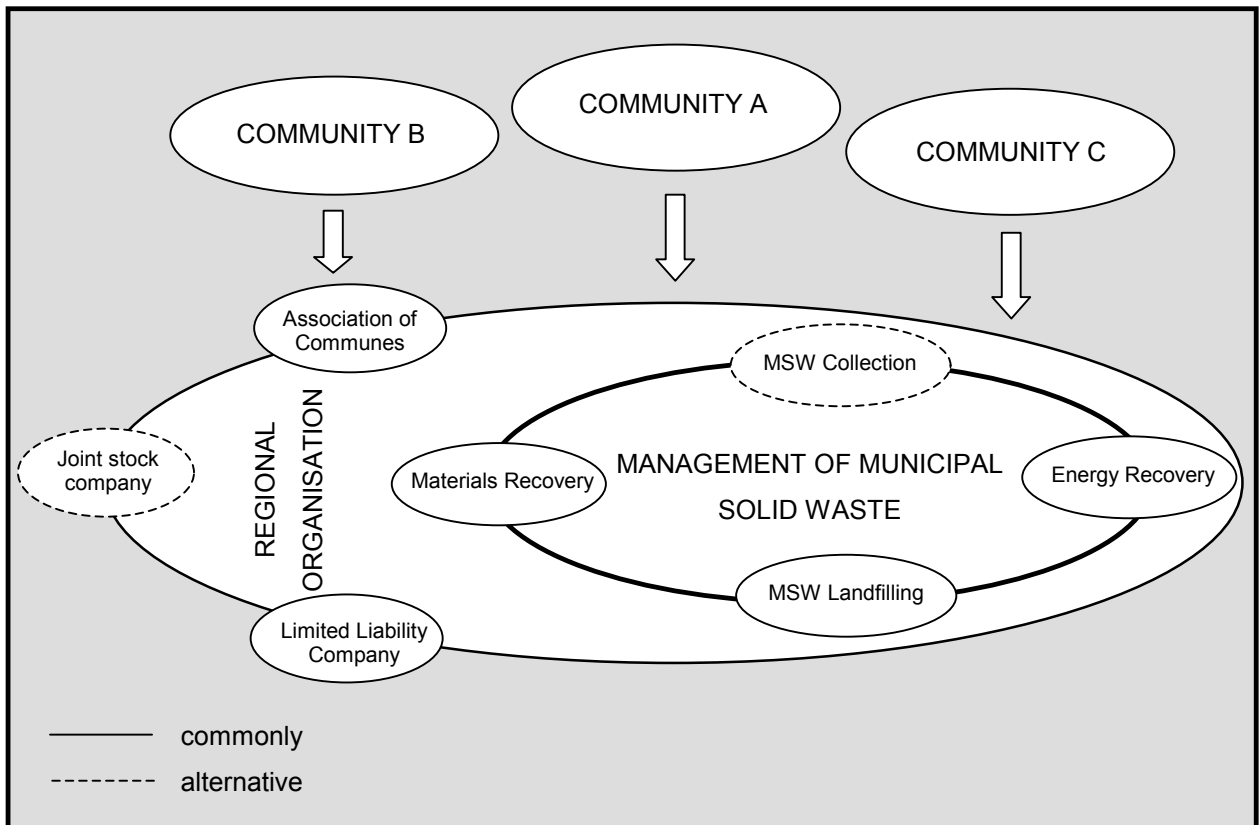 COMMUNITY B
COMMUNITY A
COMMUNITY C
Association of
Communes
MSW Collection
Joint stock
company
REGIONAL
ORGANISATION
Materials Recovery
MANAGEMENT OF MUNICIPAL
SOLID WASTE
Energy Recovery
MSW Landfilling
Limited Liability
Company
commonly
alternative